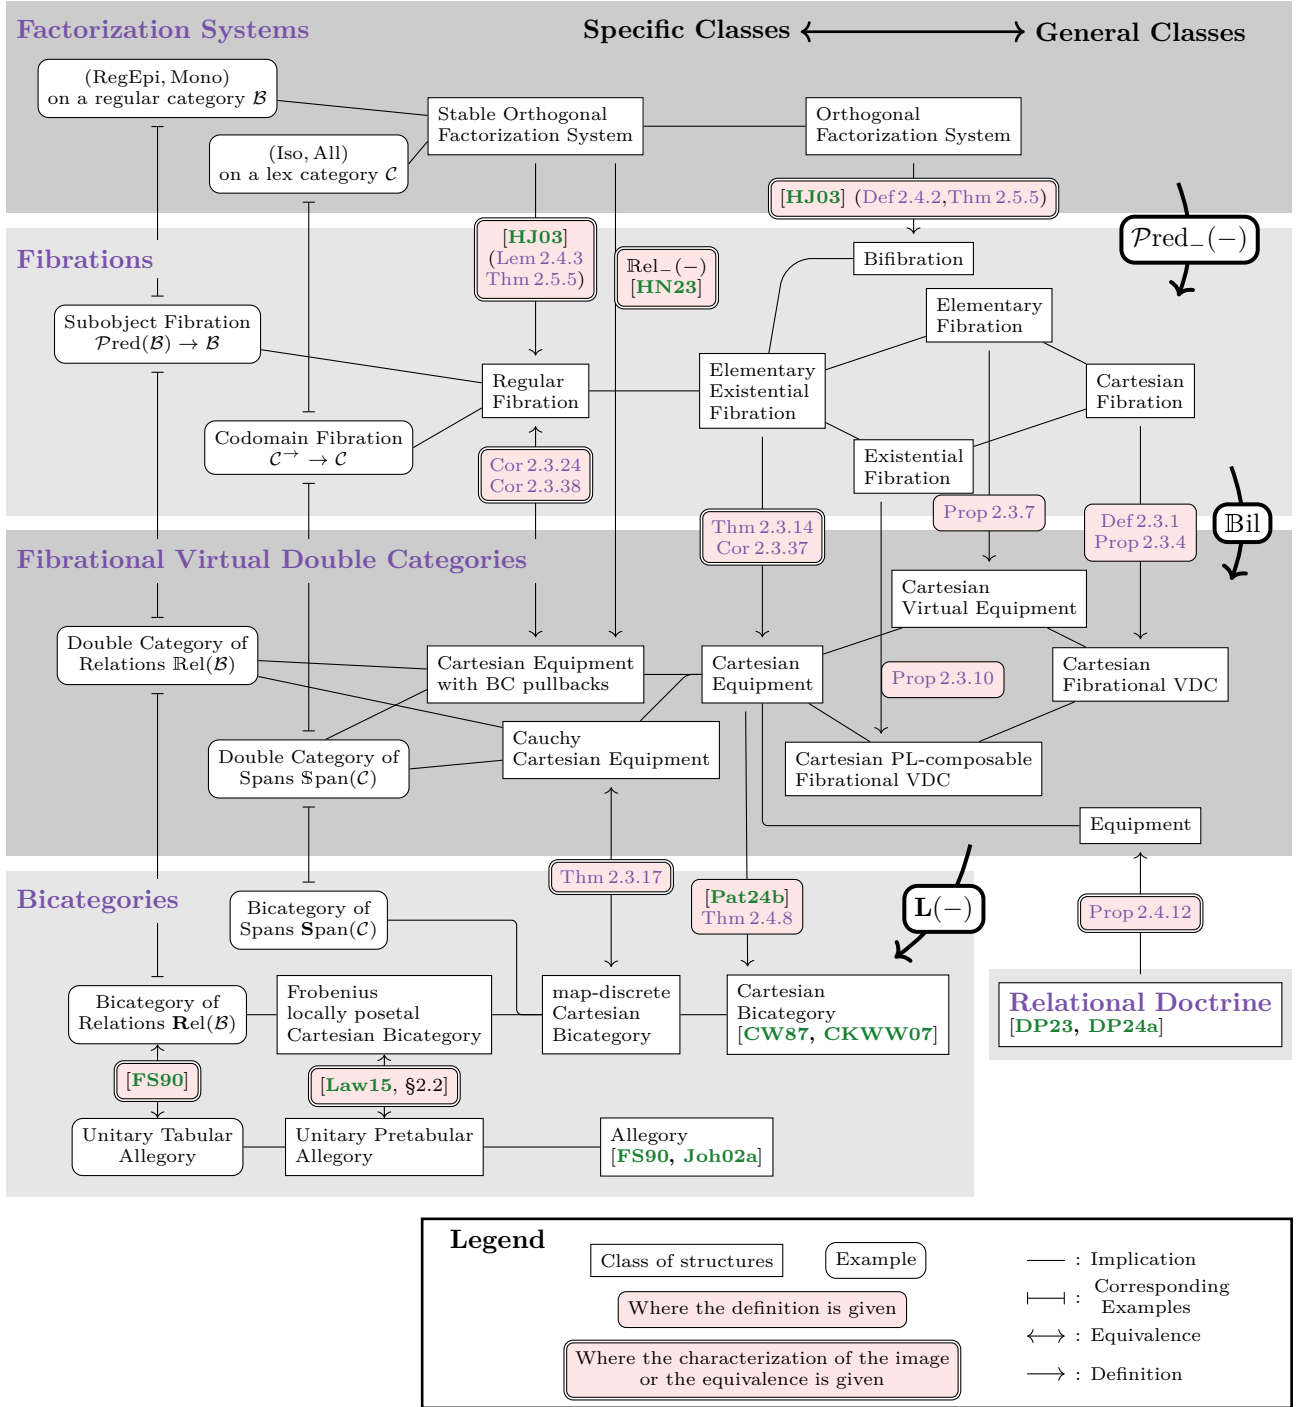 Factorization Systems
Specific Classes
General Classes
(RegEpi, Mono)
on a regular category ℬ
Stable Orthogonal
Factorization System
Orthogonal
Factorization System
(Iso, All)
on a lex category 𝒞
[HJ03] (Def 2.4.2,Thm 2.5.5)
𝒫red₋(−)
Fibrations
[HJ03]
(Lem 2.4.3
Thm 2.5.5)
ℝel₋(−)
[HN23]
Bifibration
Elementary
Fibration
Subobject Fibration
𝒫red(ℬ) → ℬ
Regular
Fibration
Elementary
Existential
Fibration
Cartesian
Fibration
Codomain Fibration
𝒞^→ → 𝒞
Existential
Fibration
Cor 2.3.24
Cor 2.3.38
Thm 2.3.14
Cor 2.3.37
Prop 2.3.7
Def 2.3.1
Prop 2.3.4
𝔹il
Fibrational Virtual Double Categories
Cartesian
Virtual Equipment
Double Category of
Relations ℝel(ℬ)
Cartesian Equipment
with BC pullbacks
Cartesian
Equipment
Prop 2.3.10
Cartesian
Fibrational VDC
Cauchy
Cartesian Equipment
Double Category of
Spans 𝕊pan(𝒞)
Cartesian PL-composable
Fibrational VDC
Equipment
Thm 2.3.17
Bicategories
[Pat24b]
Thm 2.4.8
L(−)
Prop 2.4.12
Bicategory of
Spans Span(𝒞)
Bicategory of
Relations Rel(ℬ)
Frobenius
locally posetal
Cartesian Bicategory
map-discrete
Cartesian
Bicategory
Cartesian
Bicategory
[CW87, CKWW07]
Relational Doctrine
[DP23, DP24a]
[FS90]
[Law15, §2.2]
Unitary Tabular
Allegory
Unitary Pretabular
Allegory
Allegory
[FS90, Joh02a]
Legend
Class of structures
Example
Where the definition is given
Where the characterization of the image
or the equivalence is given
: Implication
: Corresponding
Examples
: Equivalence
: Definition